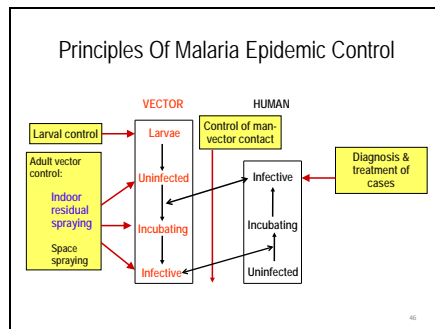 Principles Of Malaria Epidemic Control
VECTOR
HUMAN
Larval control
Larvae
Control of man-
vector contact
Adult vector
control:
Indoor
residual
spraying
Space
spraying
Uninfected
Incubating
Infective
Infective
Incubating
Uninfected
Diagnosis &
treatment of
cases
46